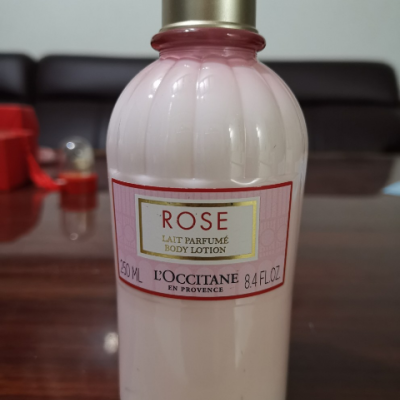 ROSE
LAIT PARFUMÉ
BODY LOTION
250 ML L'OCCITANE 8.4 FL.OZ
EN PROVENCE